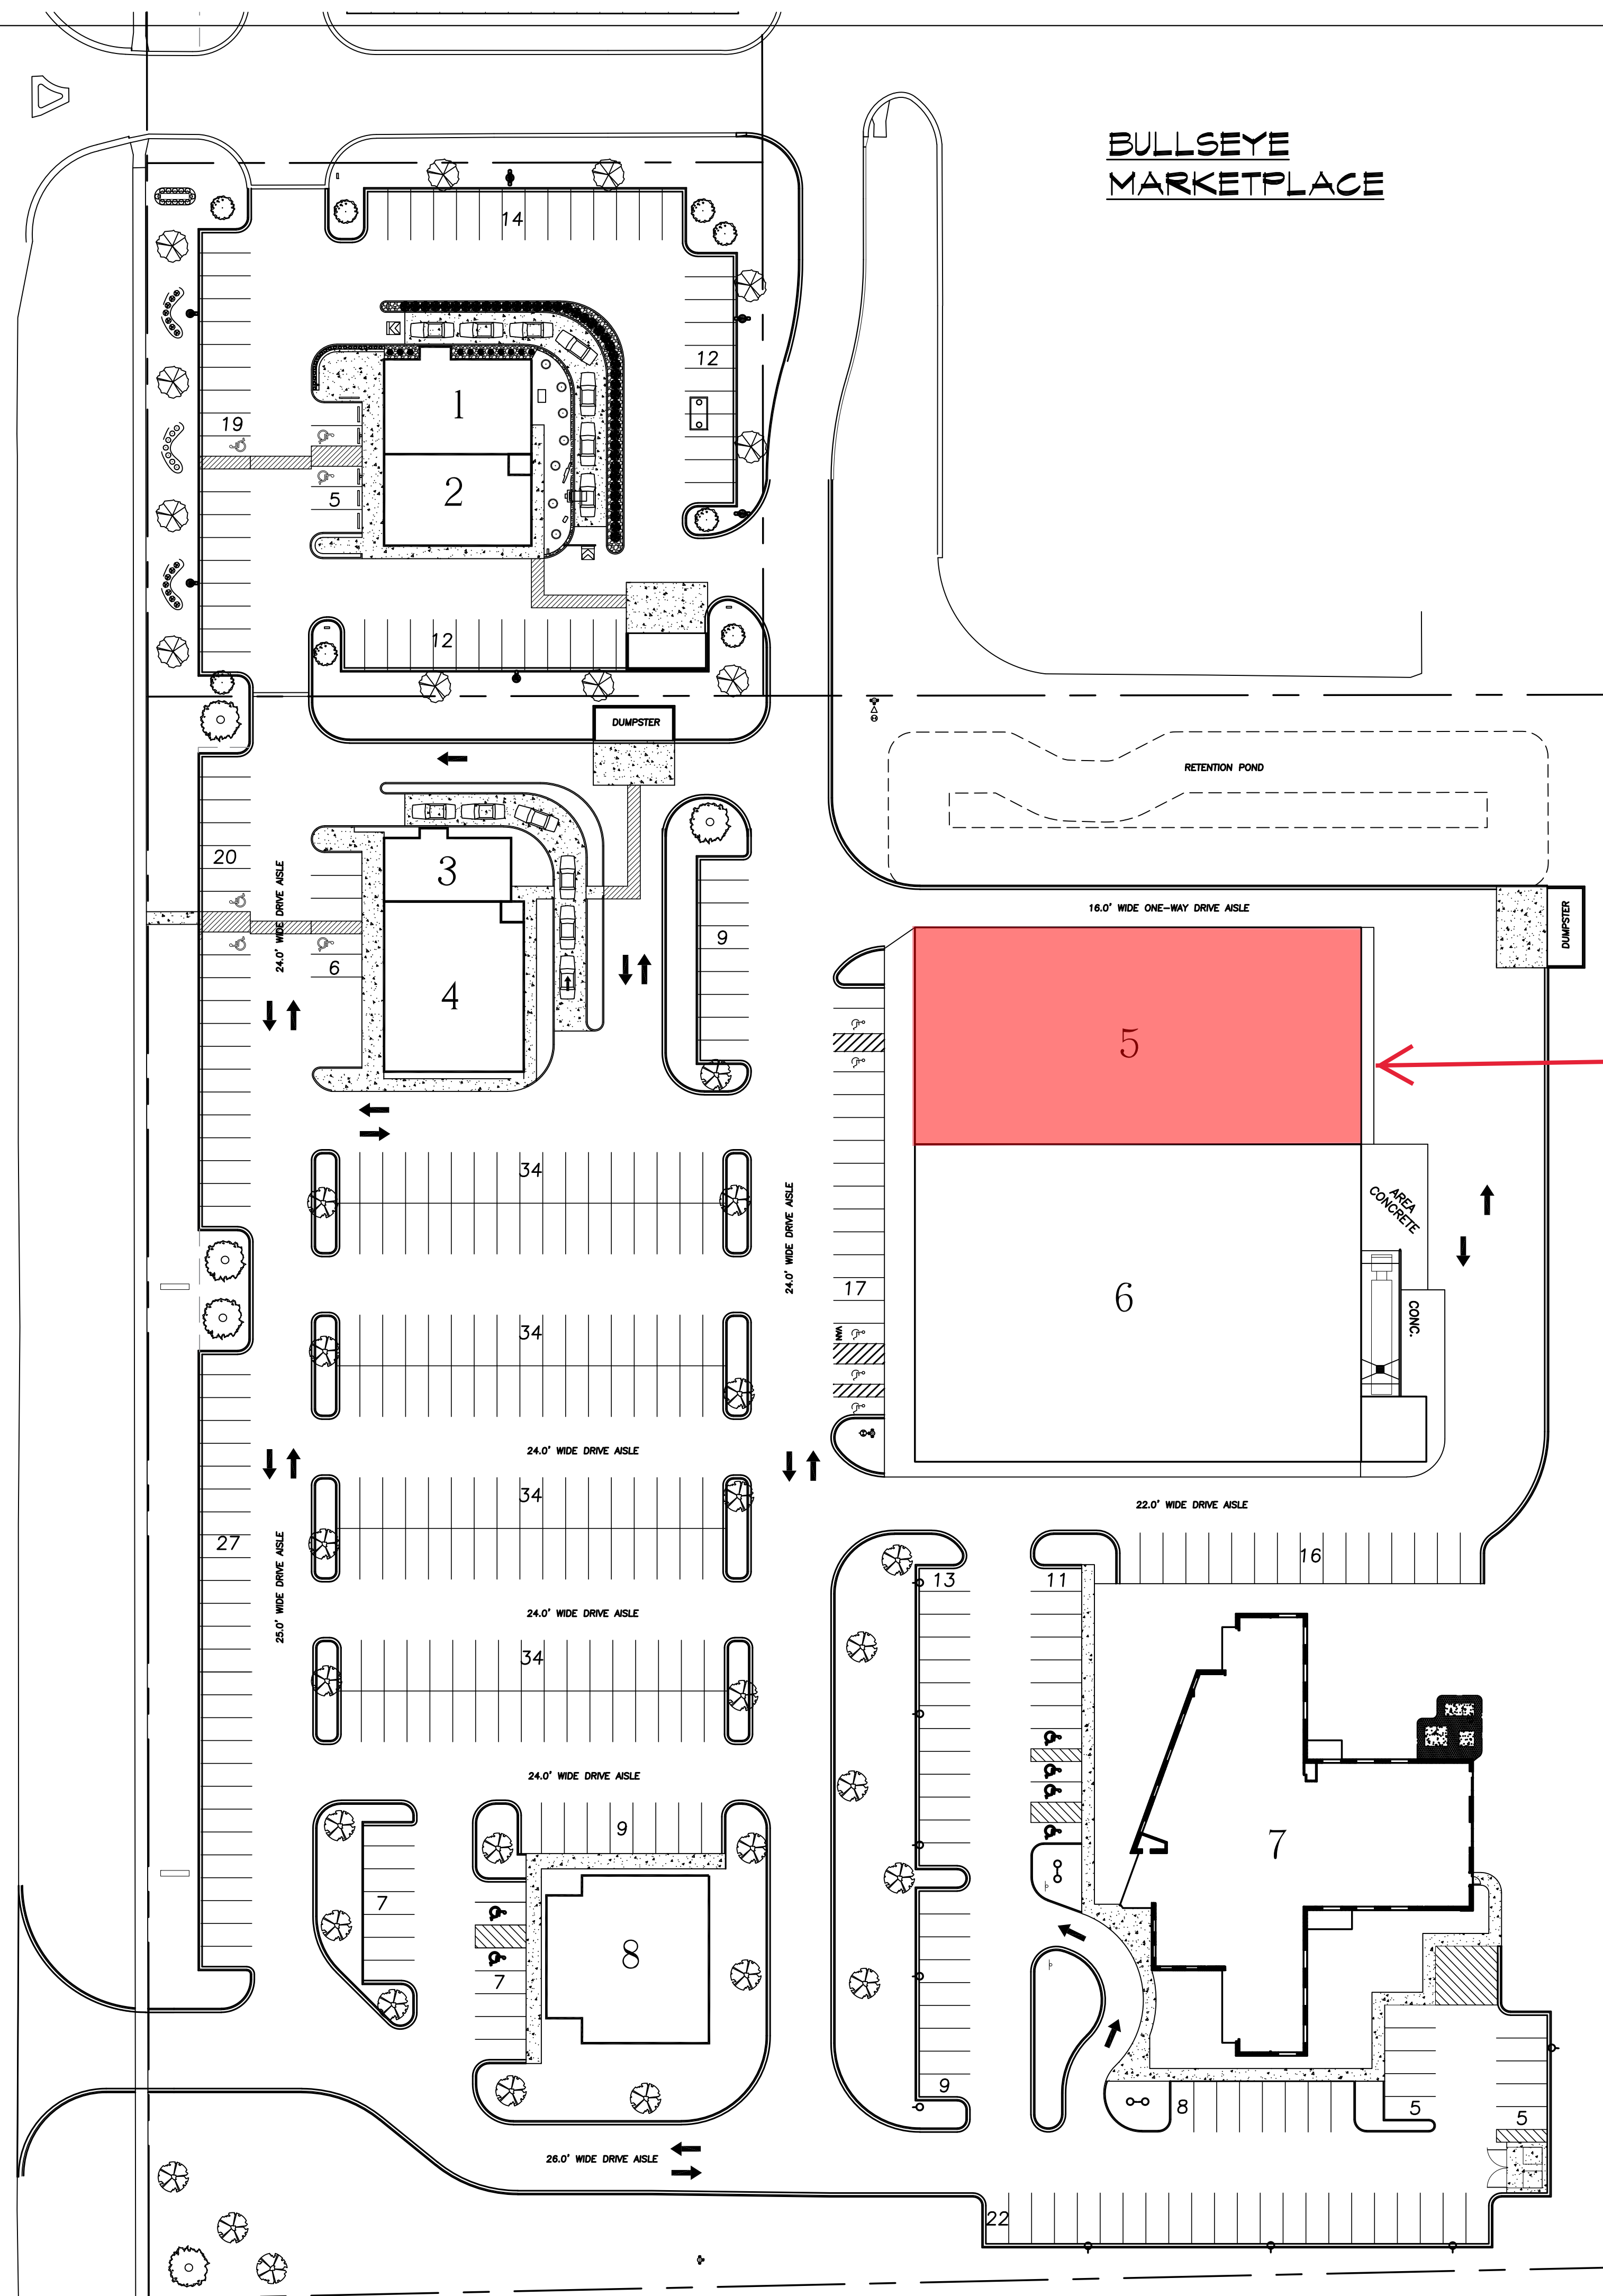 BULLSEYE
MARKETPLACE
14
12
1
19
2
5
12
DUMPSTER
RETENTION POND
20
3
24.0' WIDE DRIVE AISLE
16.0' WIDE ONE-WAY DRIVE AISLE
DUMPSTER
9
6
4
5
34
24.0' WIDE DRIVE AISLE
AREA
CONCRETE
17
6
VAN
CONC.
34
24.0' WIDE DRIVE AISLE
34
22.0' WIDE DRIVE AISLE
27
25.0' WIDE DRIVE AISLE
13
11
16
24.0' WIDE DRIVE AISLE
34
24.0' WIDE DRIVE AISLE
9
7
7
8
7
9
8
5
5
26.0' WIDE DRIVE AISLE
22